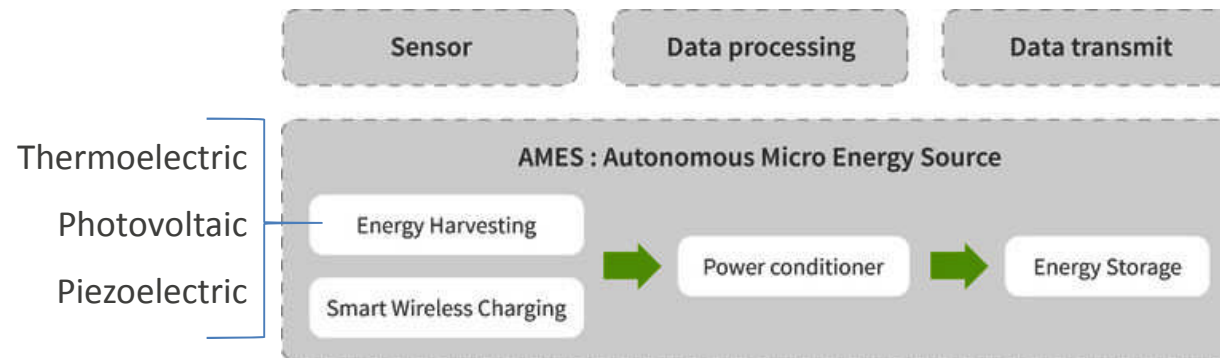 Sensor
Data processing
Data transmit
AMES : Autonomous Micro Energy Source
Thermoelectric
Photovoltaic
Piezoelectric
Energy Harvesting
Smart Wireless Charging
Power conditioner
Energy Storage